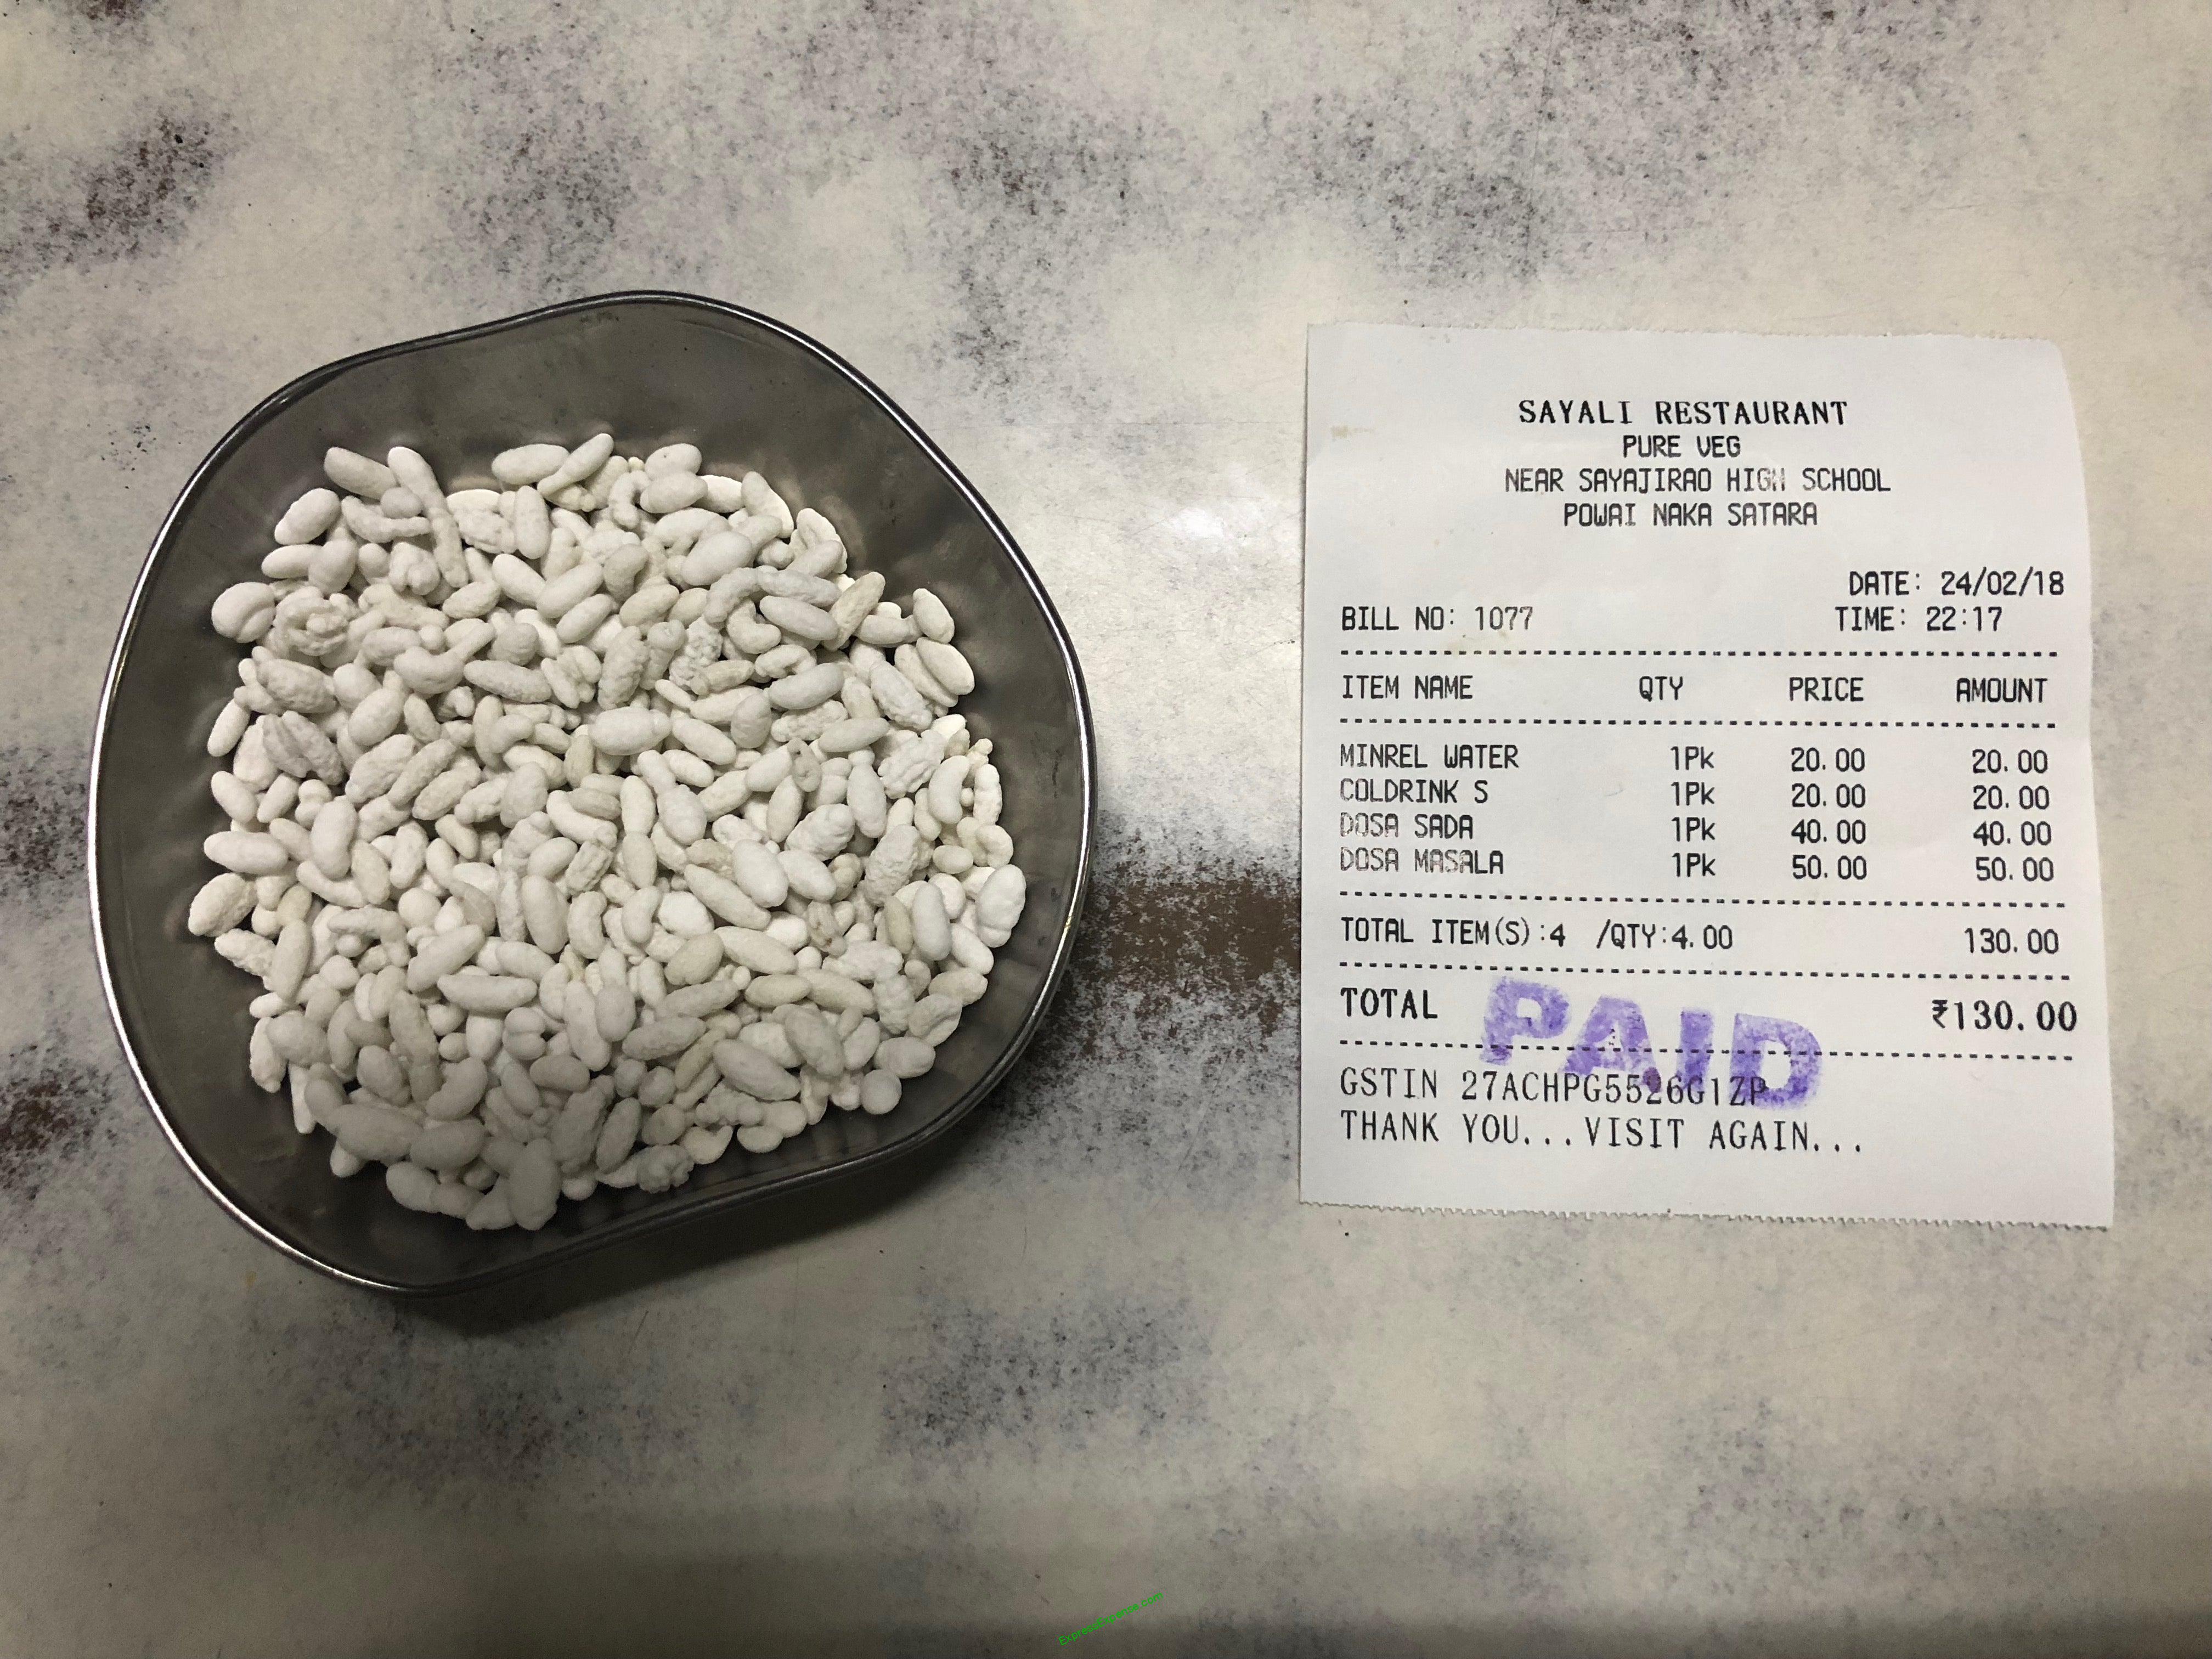 SAYALI RESTAURANT
PURE VEG
NEAR SAYAJIRAO HIGH SCHOOL
POWAI NAKA SATARA
DATE: 24/02/18
BILL NO: 1077 TIME: 22:17
ITEM NAME QTY PRICE AMOUNT
MINREL WATER 1Pk 20.00 20.00
COLDRINK S 1Pk 20.00 20.00
DOSA SADA 1Pk 40.00 40.00
DOSA MASALA 1Pk 50.00 50.00
TOTAL ITEM(S):4 /QTY:4.00 130.00
TOTAL ₹130.00
PAID
GSTIN 27ACHPG5526G1ZP
THANK YOU...VISIT AGAIN...